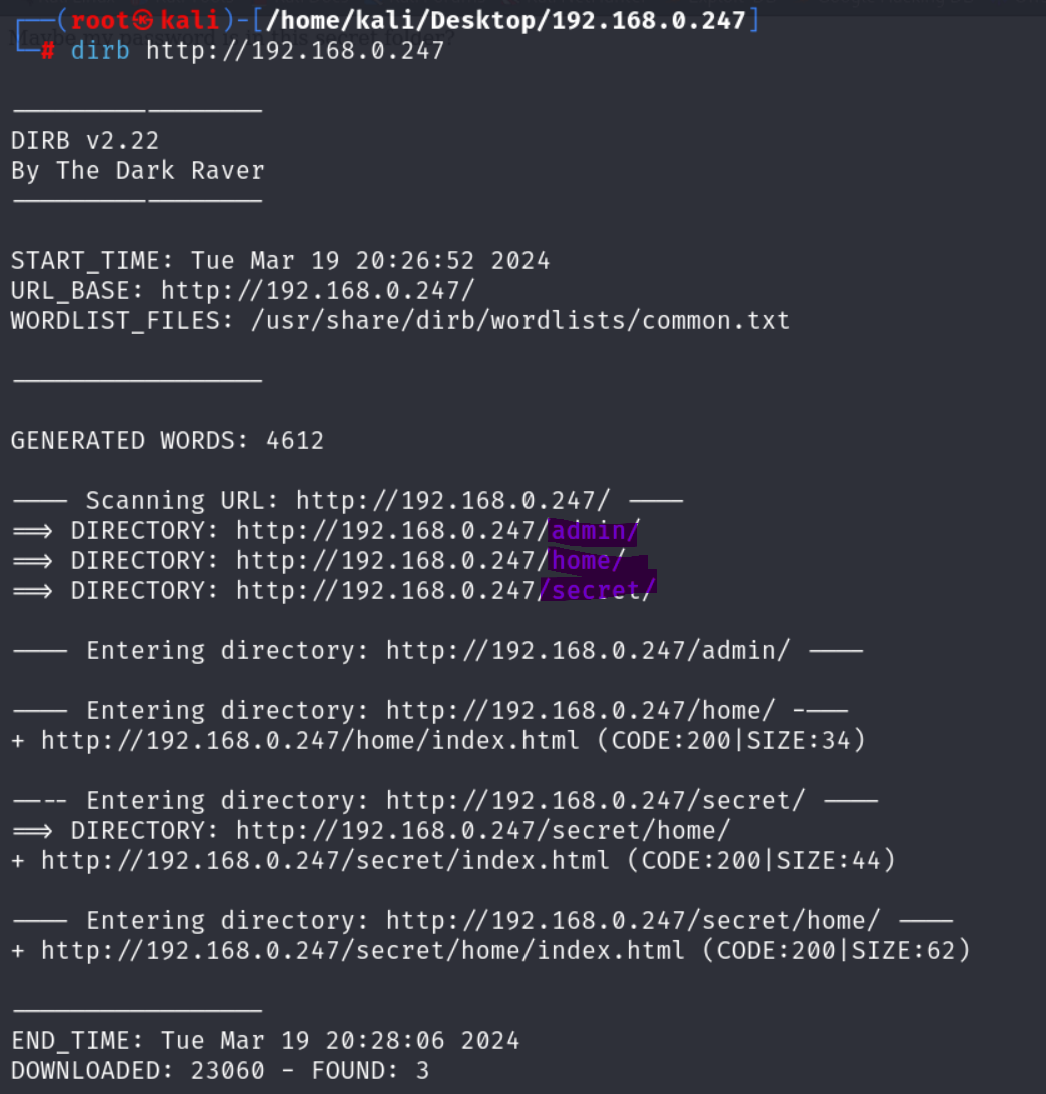 ┌──(root㉿kali)-[/home/kali/Desktop/192.168.0.247]
Maybe my password is in this secret folder?
└─# dirb http://192.168.0.247
-----------------
DIRB v2.22
By The Dark Raver
-----------------
START_TIME: Tue Mar 19 20:26:52 2024
URL_BASE: http://192.168.0.247/
WORDLIST_FILES: /usr/share/dirb/wordlists/common.txt
-----------------
GENERATED WORDS: 4612
---- Scanning URL: http://192.168.0.247/ ----
==> DIRECTORY: http://192.168.0.247/admin/
==> DIRECTORY: http://192.168.0.247/home/
==> DIRECTORY: http://192.168.0.247/secret/
---- Entering directory: http://192.168.0.247/admin/ ----
---- Entering directory: http://192.168.0.247/home/ ----
+ http://192.168.0.247/home/index.html (CODE:200|SIZE:34)
---- Entering directory: http://192.168.0.247/secret/ ----
==> DIRECTORY: http://192.168.0.247/secret/home/
+ http://192.168.0.247/secret/index.html (CODE:200|SIZE:44)
---- Entering directory: http://192.168.0.247/secret/home/ ----
+ http://192.168.0.247/secret/home/index.html (CODE:200|SIZE:62)
-----------------
END_TIME: Tue Mar 19 20:28:06 2024
DOWNLOADED: 23060 - FOUND: 3